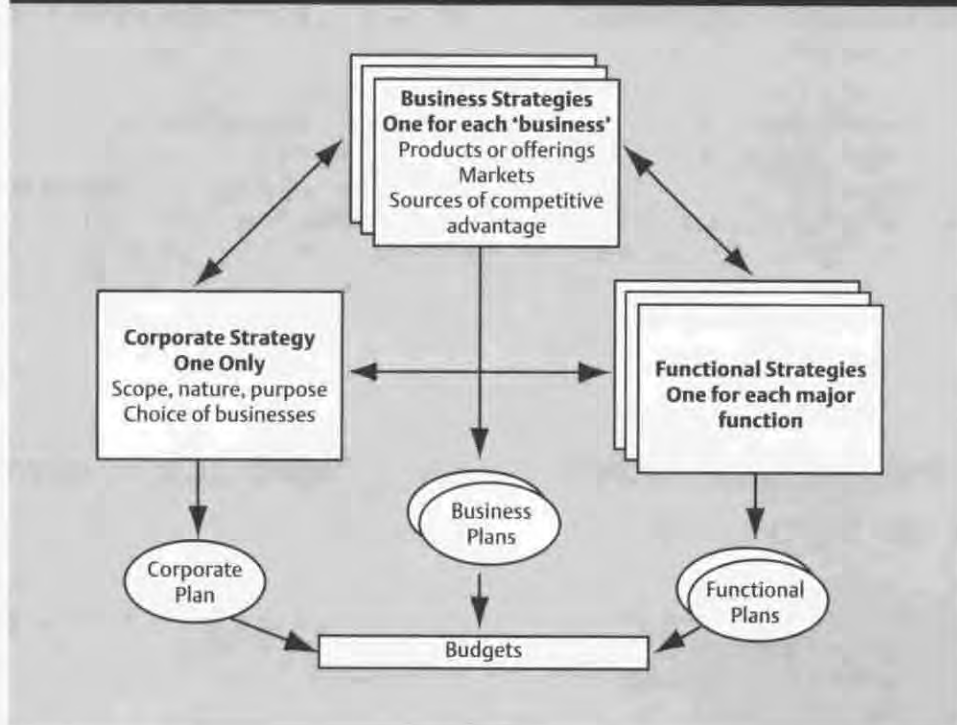 Business Strategies
One for each ‘business’
Products or offerings
Markets
Sources of competitive
advantage
Corporate Strategy
One Only
Scope, nature, purpose
Choice of businesses
Functional Strategies
One for each major
function
Business
Plans
Corporate
Plan
Functional
Plans
Budgets